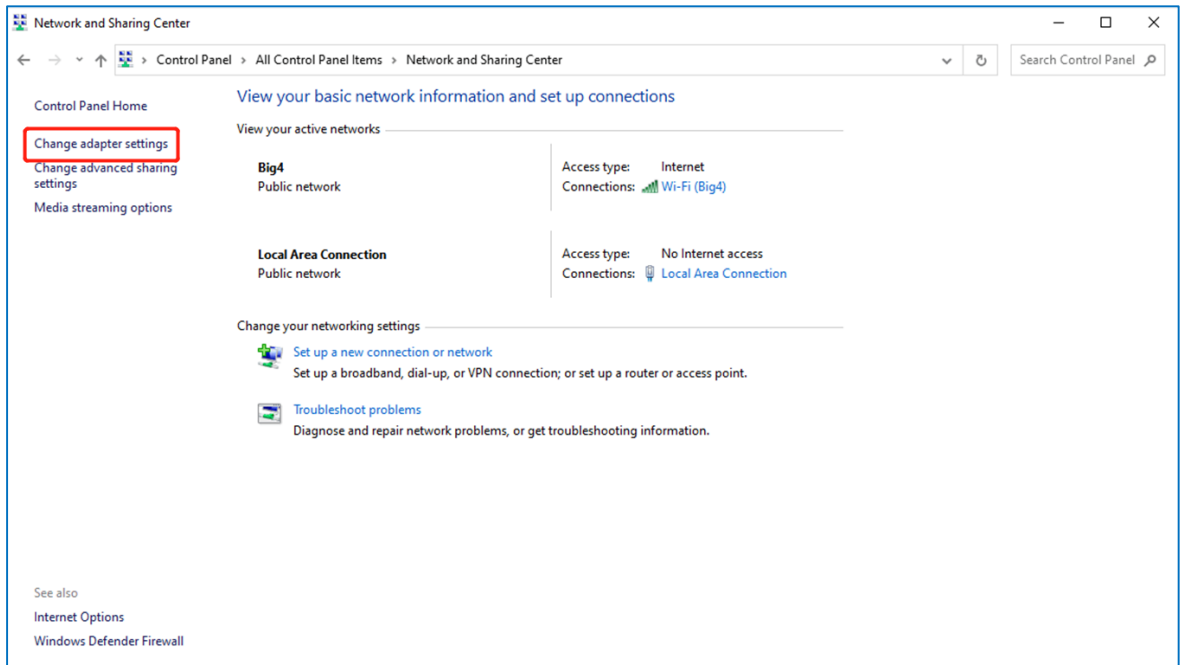 Network and Sharing Center
Control Panel > All Control Panel Items > Network and Sharing Center
Search Control Panel
Control Panel Home
Change adapter settings
Change advanced sharing
settings
Media streaming options
View your basic network information and set up connections
View your active networks
Big4
Public network
Access type: Internet
Connections: Wi-Fi (Big4)
Local Area Connection
Public network
Access type: No Internet access
Connections: Local Area Connection
Change your networking settings
Set up a new connection or network
Set up a broadband, dial-up, or VPN connection; or set up a router or access point.
Troubleshoot problems
Diagnose and repair network problems, or get troubleshooting information.
See also
Internet Options
Windows Defender Firewall